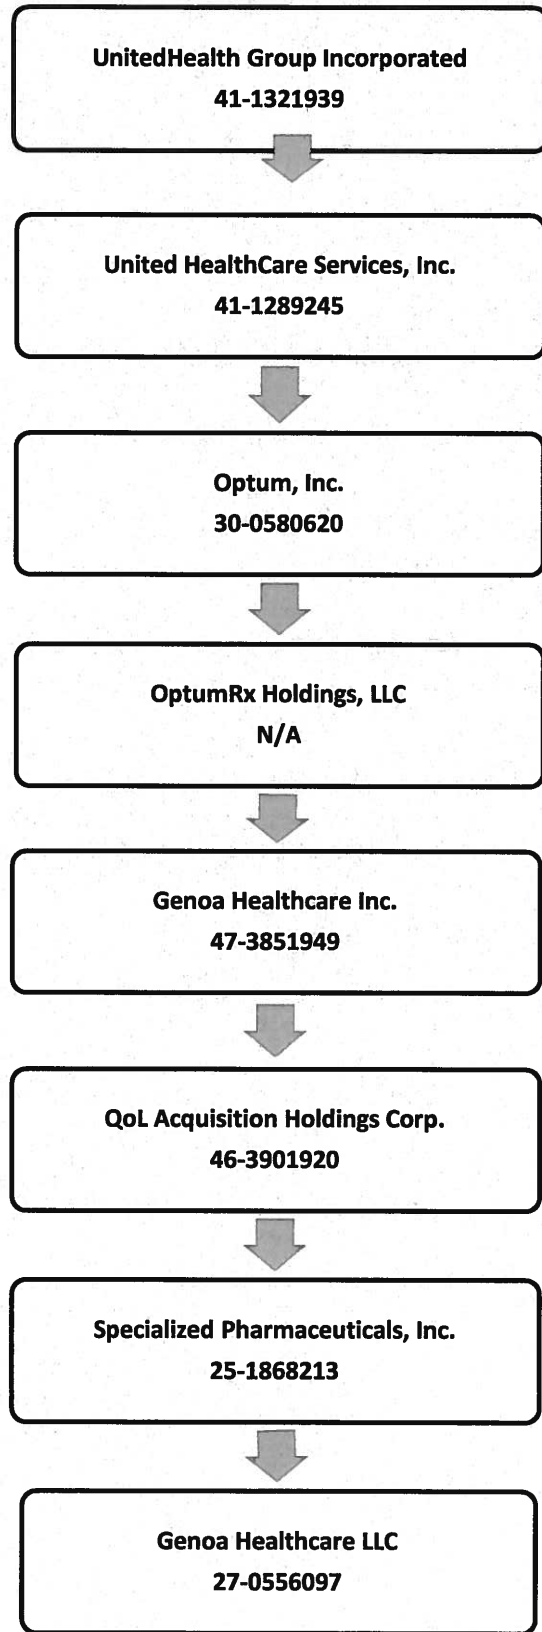 UnitedHealth Group Incorporated
41-1321939
United HealthCare Services, Inc.
41-1289245
Optum, Inc.
30-0580620
OptumRx Holdings, LLC
N/A
Genoa Healthcare Inc.
47-3851949
QoL Acquisition Holdings Corp.
46-3901920
Specialized Pharmaceuticals, Inc.
25-1868213
Genoa Healthcare LLC
27-0556097